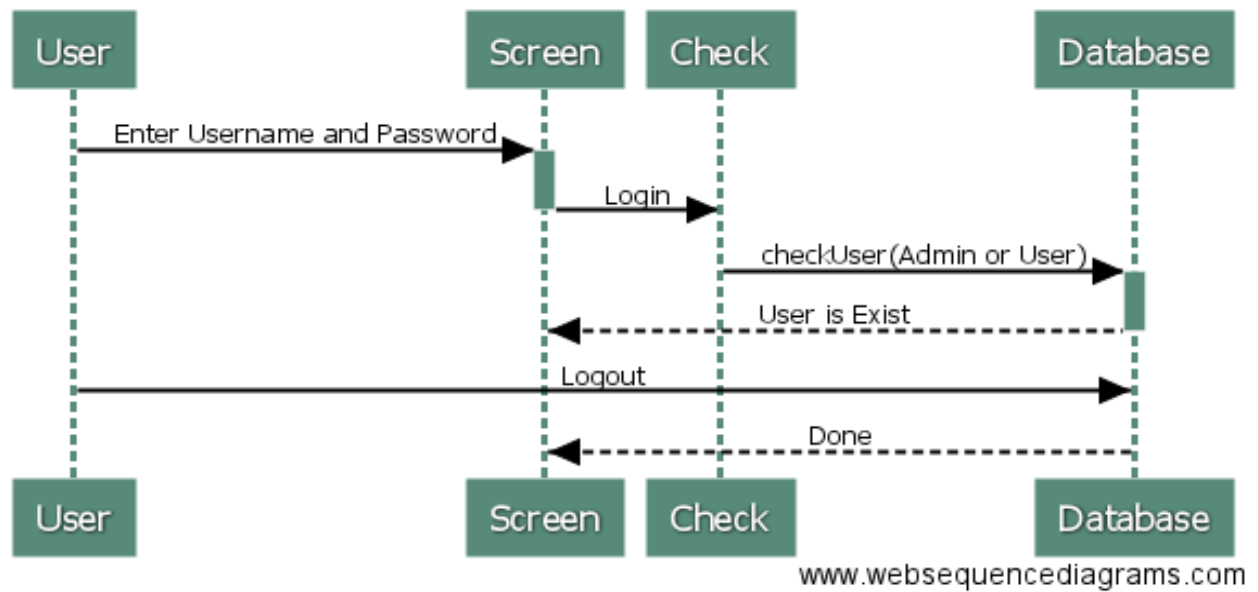 User
Screen
Check
Database
Enter Username and Password
Login
checkUser(Admin or User)
User is Exist
Logout
Done
User
Screen
Check
Database
www.websequencediagrams.com